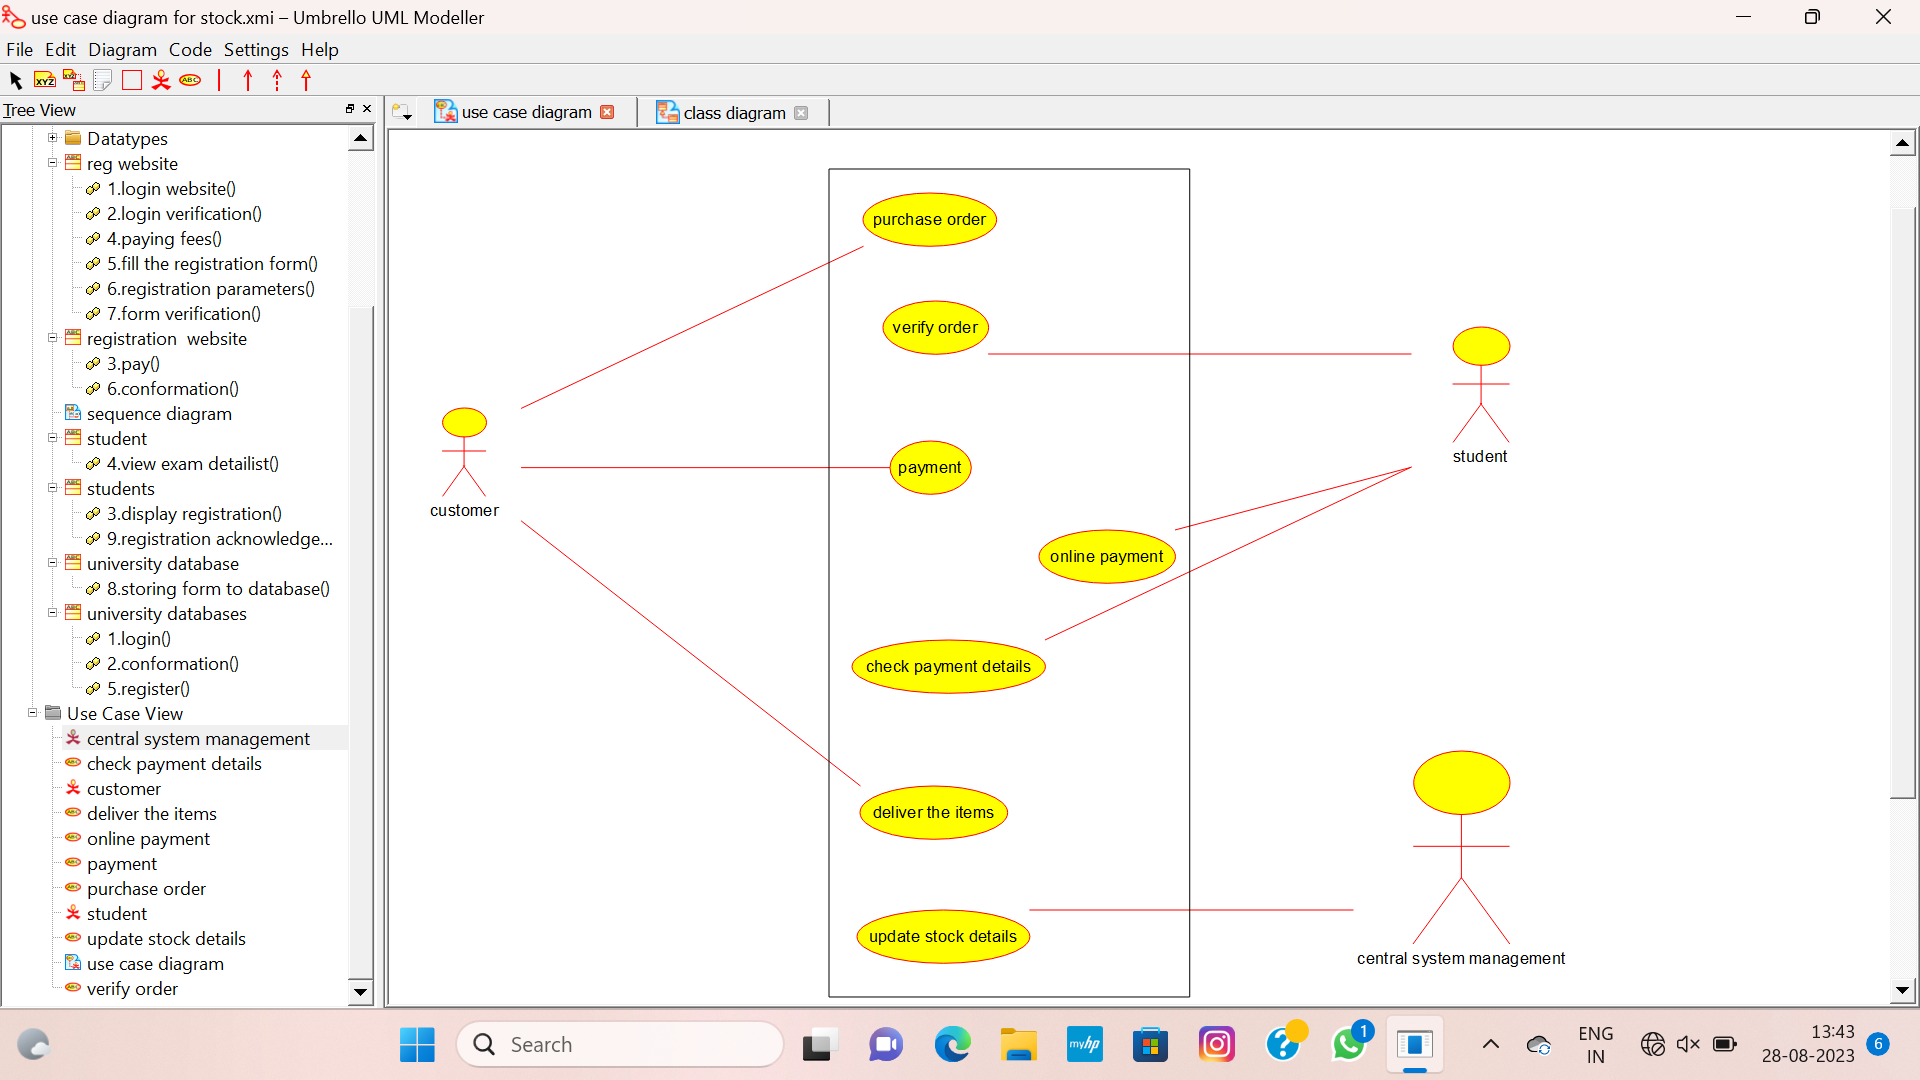 use case diagram for stock.xmi – Umbrello UML Modeller
File Edit Diagram Code Settings Help
Tree View
use case diagram
class diagram
Datatypes
reg website
1.login website()
2.login verification()
4.paying fees()
5.fill the registration form()
6.registration parameters()
7.form verification()
registration  website
3.pay()
6.conformation()
sequence diagram
student
4.view exam detailist()
students
3.display registration()
9.registration acknowledge...
university database
8.storing form to database()
university databases
1.login()
2.conformation()
5.register()
Use Case View
central system management
check payment details
customer
deliver the items
online payment
payment
purchase order
student
update stock details
use case diagram
verify order
purchase order
verify order
payment
customer
student
online payment
check payment details
deliver the items
update stock details
central system management
Search
myhp
1
ENG
IN
13:43
28-08-2023
6